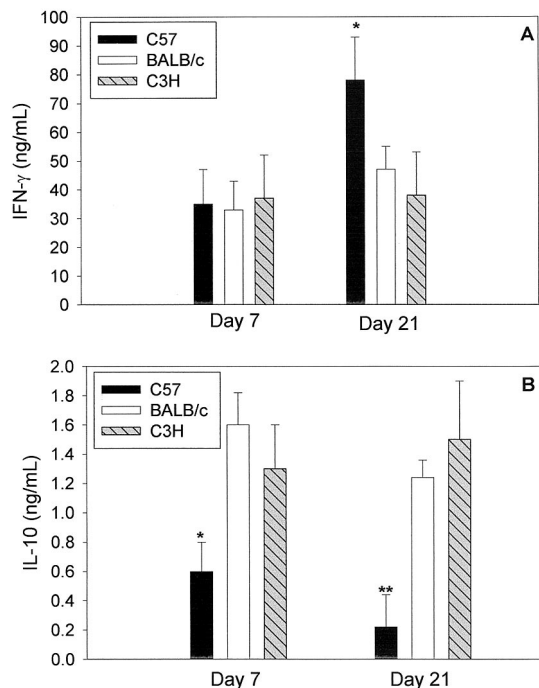 A
C57
BALB/c
C3H
*
IFN-γ (ng/mL)
100
90
80
70
60
50
40
30
20
10
0
Day 7 Day 21
B
C57
BALB/c
C3H
*
**
IL-10 (ng/mL)
2.0
1.8
1.6
1.4
1.2
1.0
0.8
0.6
0.4
0.2
0.0
Day 7 Day 21